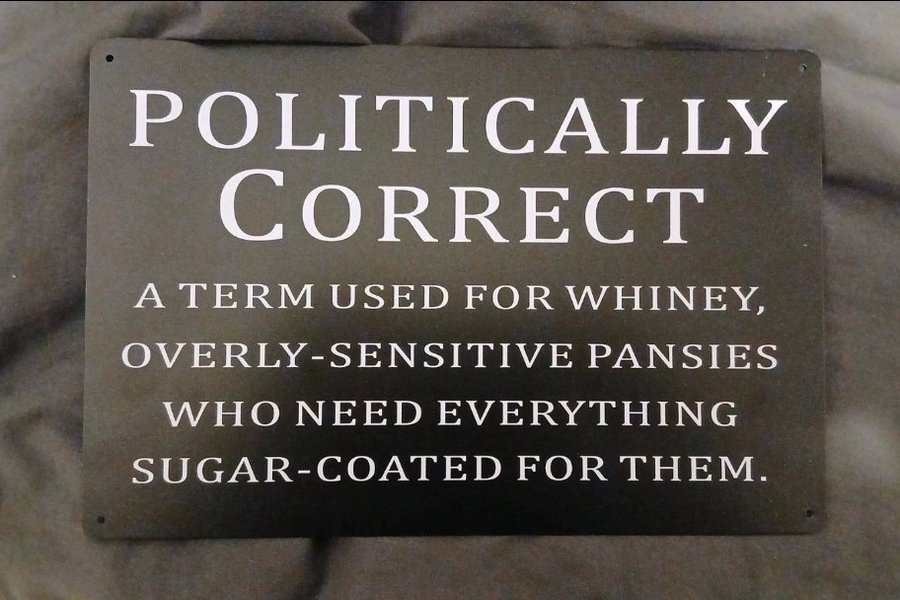 POLITICALLY
CORRECT
A TERM USED FOR WHINEY,
OVERLY-SENSITIVE PANSIES
WHO NEED EVERYTHING
SUGAR-COATED FOR THEM.